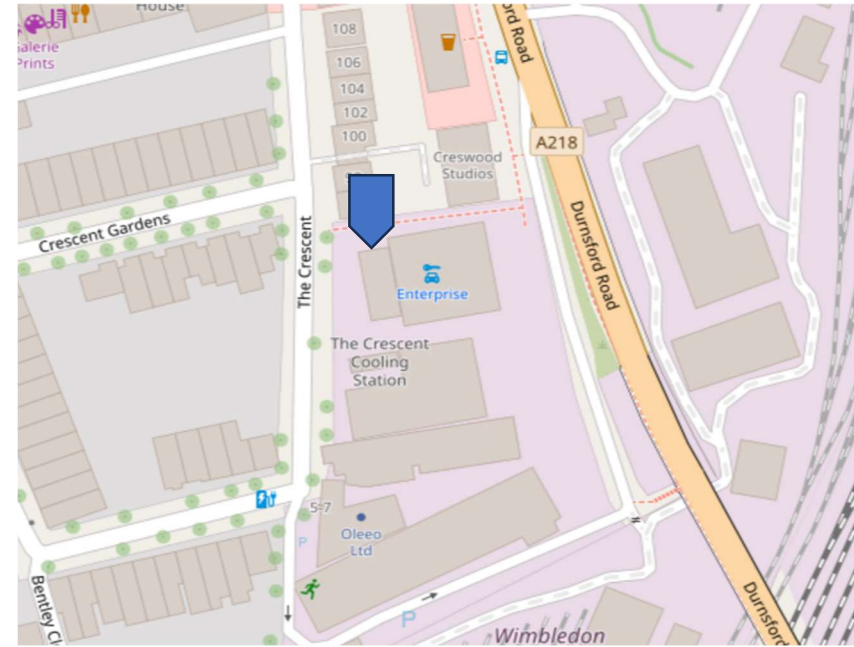 House
Galerie
Prints
108
106
104
102
100
ord Road
A218
Creswood
Studios
Crescent Gardens
The Crescent
Durnsford Road
Enterprise
The Crescent
Cooling
Station
5-7
Oleeo
Ltd
P
P
Bentley Cl
Wimbledon
Durnsford